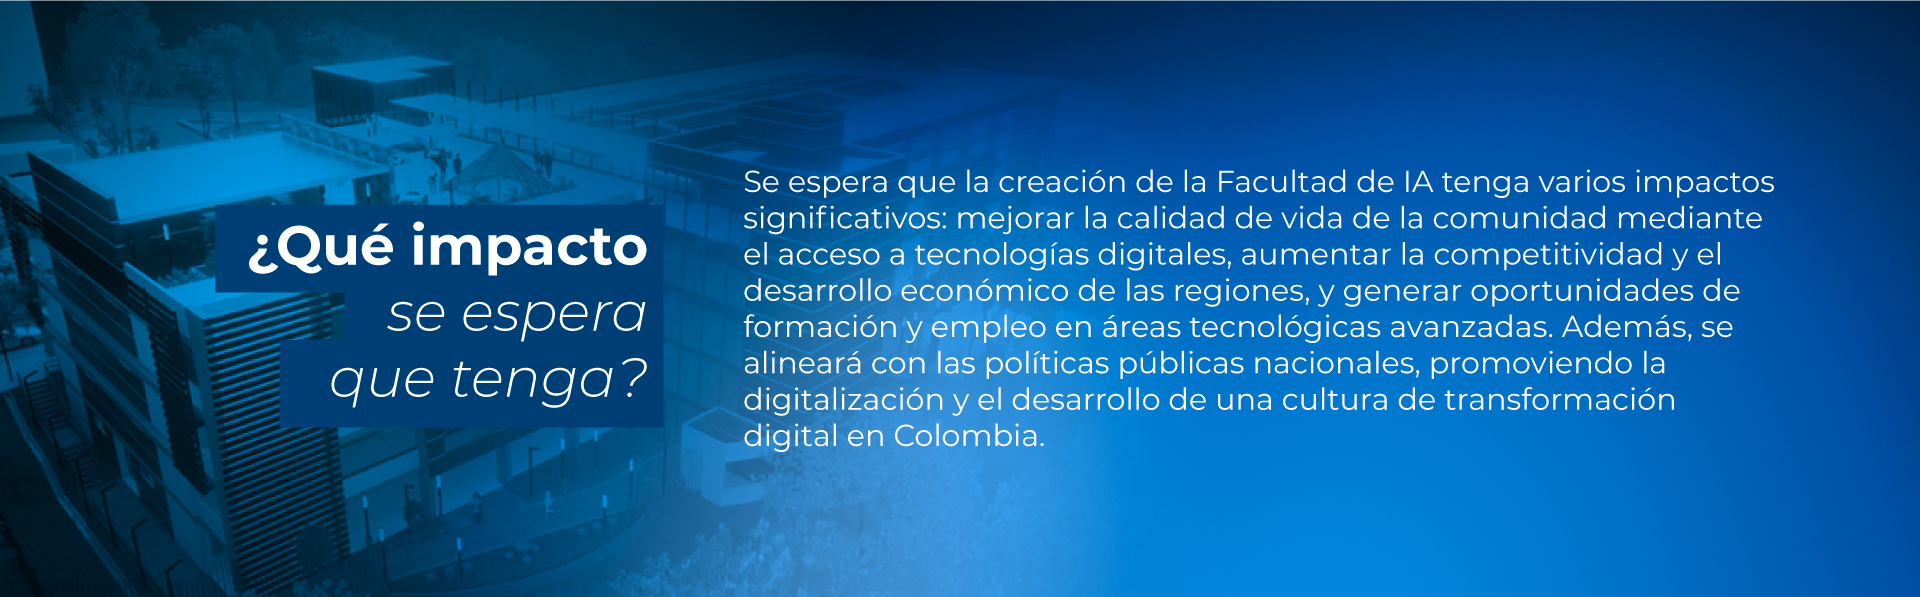 ¿Qué impacto
se espera
que tenga?
Se espera que la creación de la Facultad de IA tenga varios impactos
significativos: mejorar la calidad de vida de la comunidad mediante
el acceso a tecnologías digitales, aumentar la competitividad y el
desarrollo económico de las regiones, y generar oportunidades de
formación y empleo en áreas tecnológicas avanzadas. Además, se
alineará con las políticas públicas nacionales, promoviendo la
digitalización y el desarrollo de una cultura de transformación
digital en Colombia.